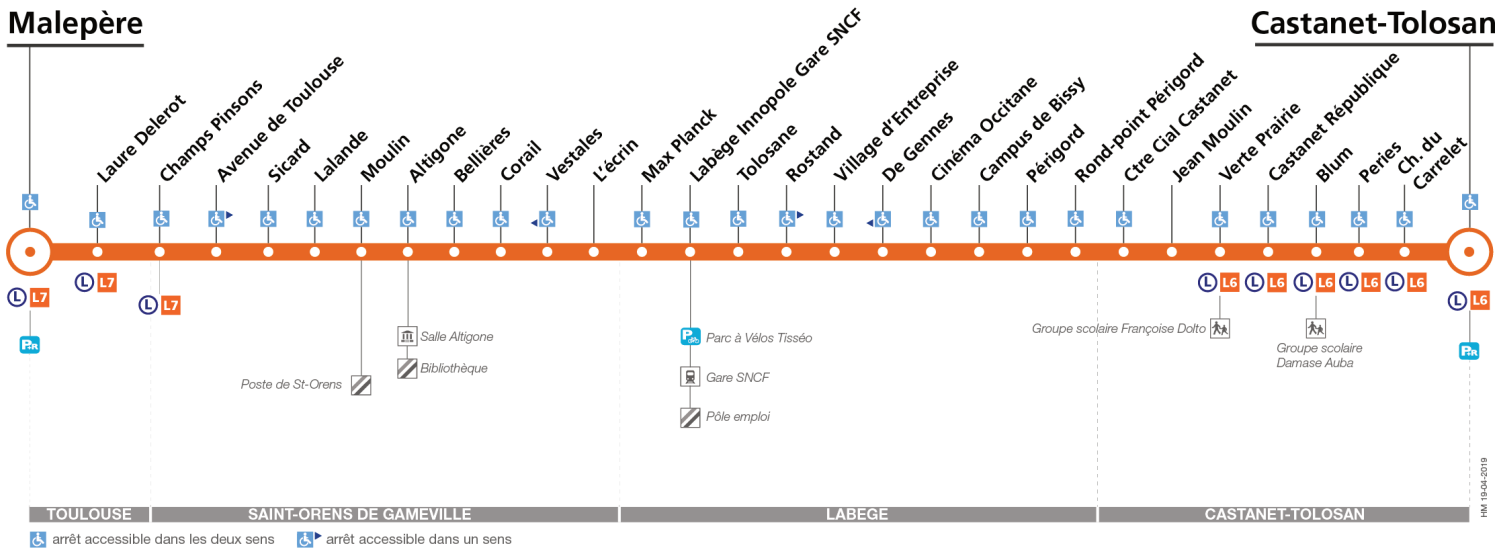 Malepère
Castanet-Tolosan
Laure Delerot
Champs Pinsons
Avenue de Toulouse
Sicard
Lalande
Moulin
Altigone
Bellières
Corail
Vestales
L'écrin
Max Planck
Labège Innopole Gare SNCF
Tolosane
Rostand
Village d'Entreprise
De Gennes
Cinéma Occitane
Campus de Bissy
Périgord
Rond-point Périgord
Ctre Cial Castanet
Jean Moulin
Verte Prairie
Castanet République
Blum
Peries
Ch. du
Carrelet
L L7
L L7
L L7
L L6
L L6
L L6
L L6
L L6
L L6
P+R
P+R
Poste de St-Orens
Salle Altigone
Bibliothèque
P
Parc à Vélos Tisséo
Gare SNCF
Pôle emploi
Groupe scolaire Françoise Dolto
Groupe scolaire
Damase Auba
HM 19-04-2019
TOULOUSE
SAINT-ORENS DE GAMEVILLE
LABEGE
CASTANET-TOLOSAN
arrêt accessible dans les deux sens
arrêt accessible dans un sens